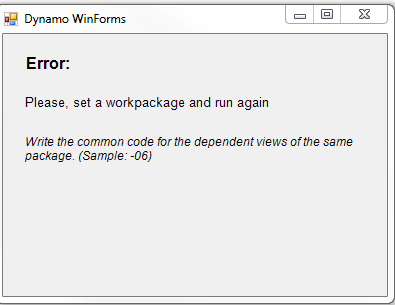 Dynamo WinForms
Error:
Please, set a workpackage and run again
Write the common code for the dependent views of the same
package. (Sample: -06)